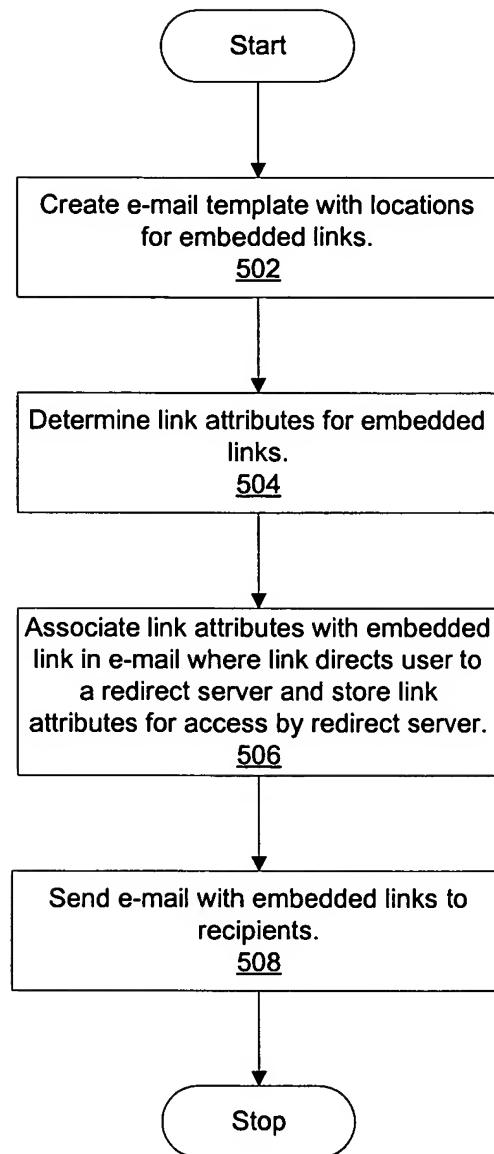 Start
Create e-mail template with locations
for embedded links.
502
Determine link attributes for embedded
links.
504
Associate link attributes with embedded
link in e-mail where link directs user to
a redirect server and store link
attributes for access by redirect server.
506
Send e-mail with embedded links to
recipients.
508
Stop